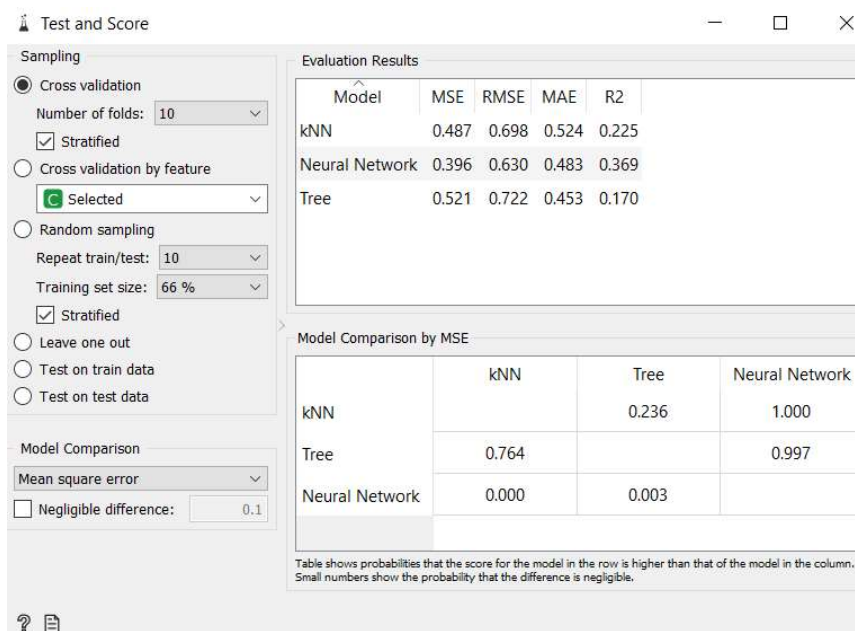 Test and Score
Sampling
Cross validation
Number of folds: 10
Stratified
Cross validation by feature
C Selected
Random sampling
Repeat train/test: 10
Training set size: 66 %
Stratified
Leave one out
Test on train data
Test on test data
Model Comparison
Mean square error
Negligible difference: 0.1
Evaluation Results
Model MSE RMSE MAE R2
kNN 0.487 0.698 0.524 0.225
Neural Network 0.396 0.630 0.483 0.369
Tree 0.521 0.722 0.453 0.170
Model Comparison by MSE
kNN Tree Neural Network
kNN 0.236 1.000
Tree 0.764 0.997
Neural Network 0.000 0.003
Table shows probabilities that the score for the model in the row is higher than that of the model in the column.
Small numbers show the probability that the difference is negligible.
?